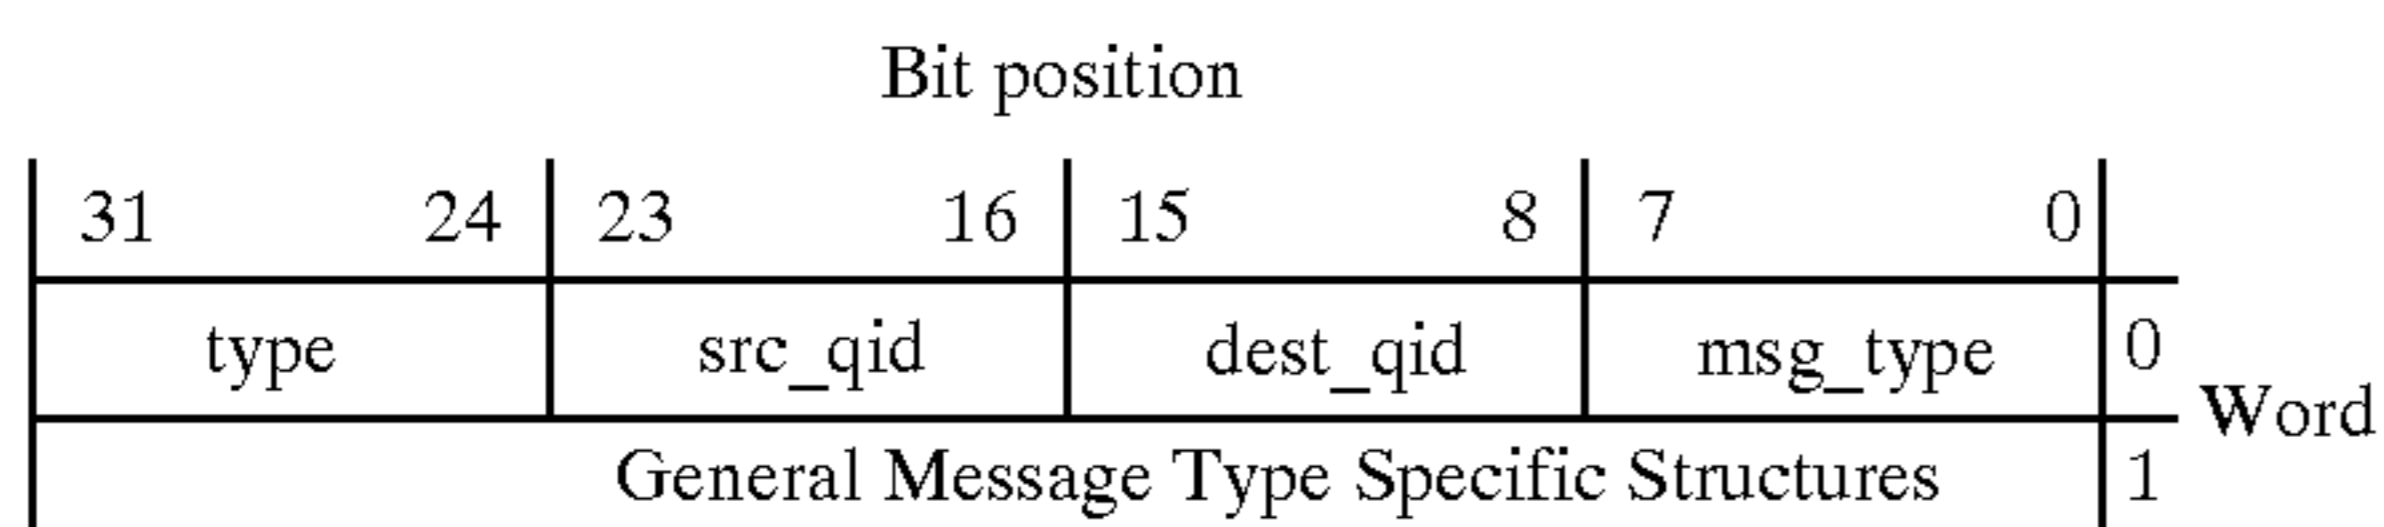 Bit position
31 24 23 16 15 8 7 0
type src_qid dest_qid msg_type 0
Word
General Message Type Specific Structures 1